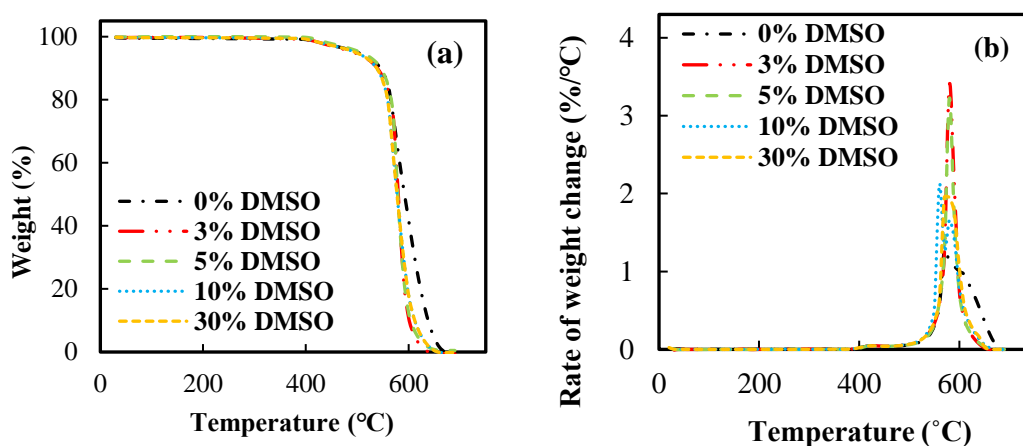 (a)
Weight (%)
100
80
60
40
20
0
0% DMSO
3% DMSO
5% DMSO
10% DMSO
30% DMSO
0
200
400
600
Temperature (℃)
(b)
Rate of weight change (%/℃)
4
3
2
1
0
0% DMSO
3% DMSO
5% DMSO
10% DMSO
30% DMSO
0
200
400
600
Temperature (˚C)